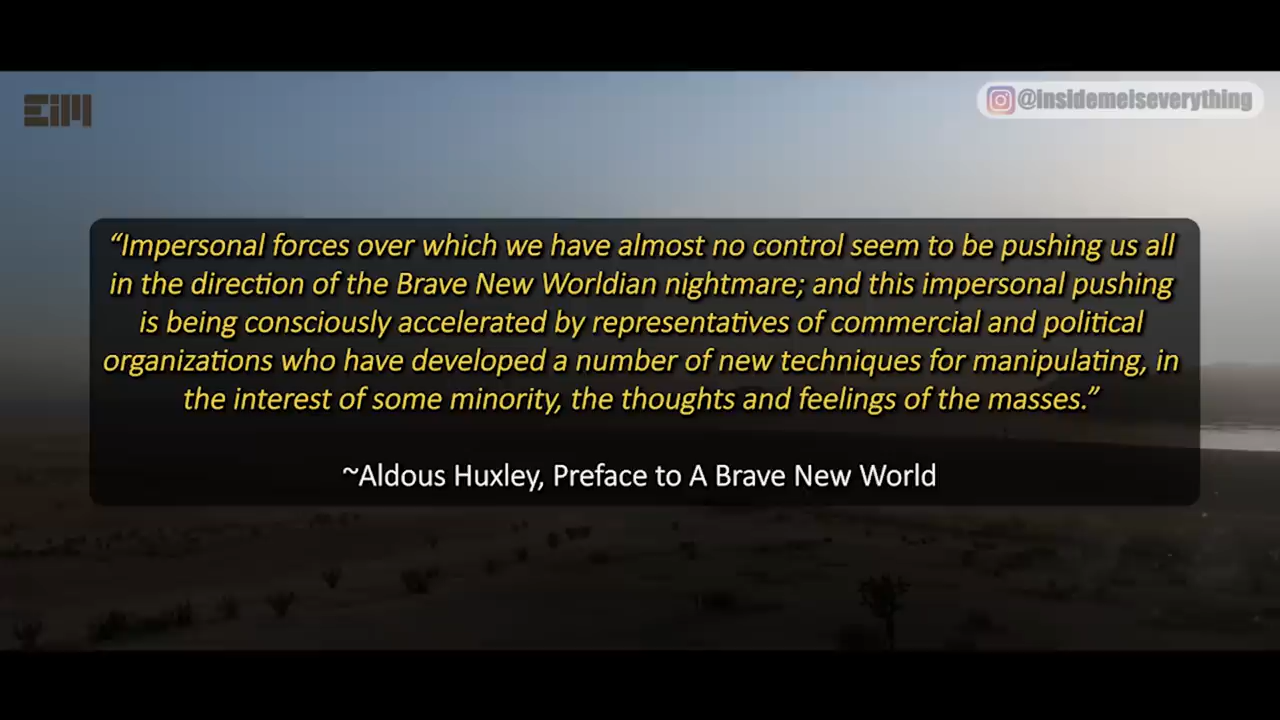 EiM
@insidemeiseverything
“Impersonal forces over which we have almost no control seem to be pushing us all
in the direction of the Brave New Worldian nightmare; and this impersonal pushing
is being consciously accelerated by representatives of commercial and political
organizations who have developed a number of new techniques for manipulating, in
the interest of some minority, the thoughts and feelings of the masses.”
~Aldous Huxley, Preface to A Brave New World